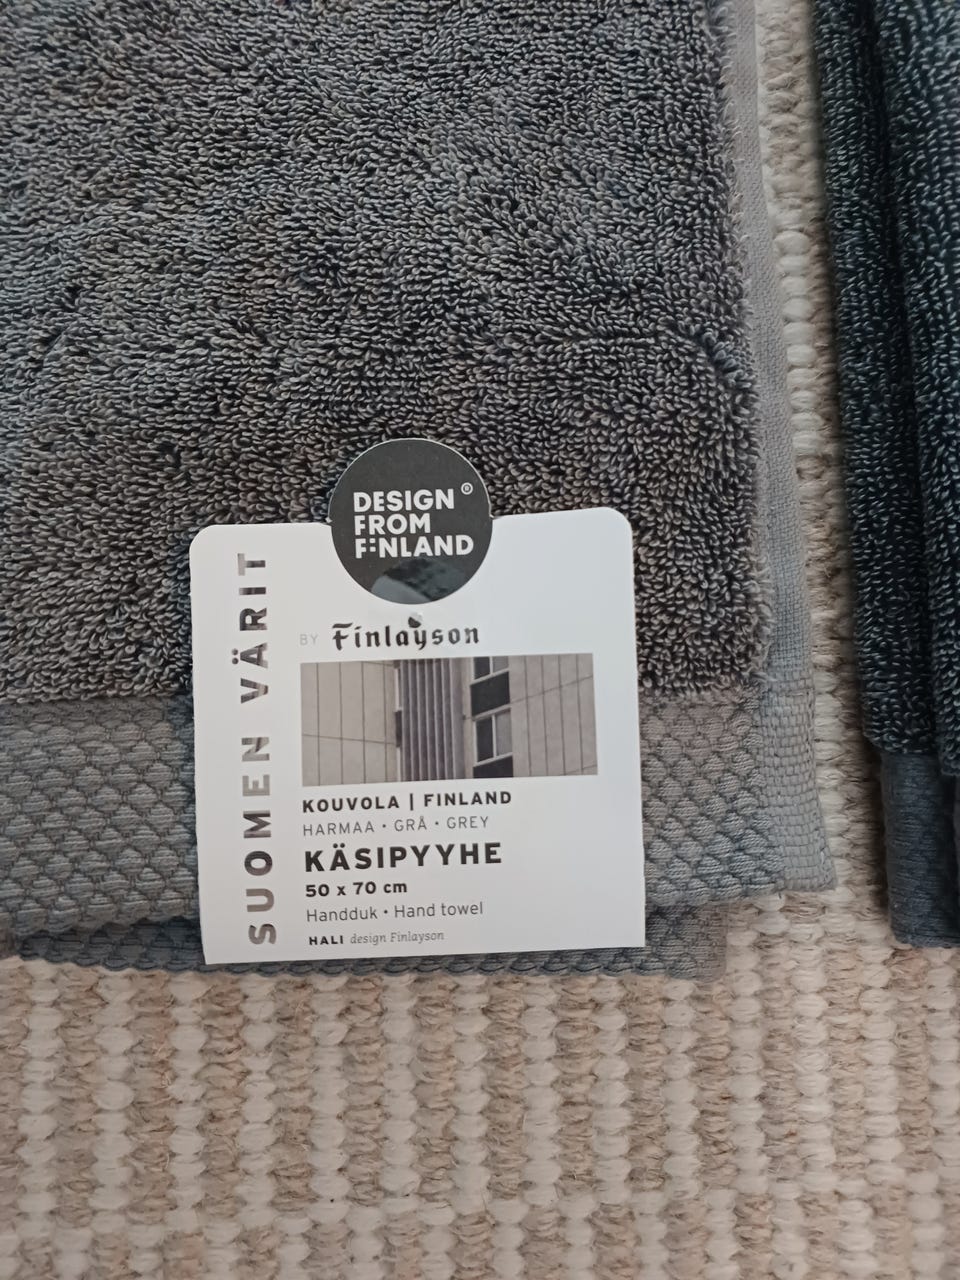 DESIGN ®
FROM
FINLAND
SUOMEN VÄRIT
BY Finlayson
KOUVOLA | FINLAND
HARMAA • GRÅ • GREY
KÄSIPYYHE
50 x 70 cm
Handduk • Hand towel
HALI design Finlayson